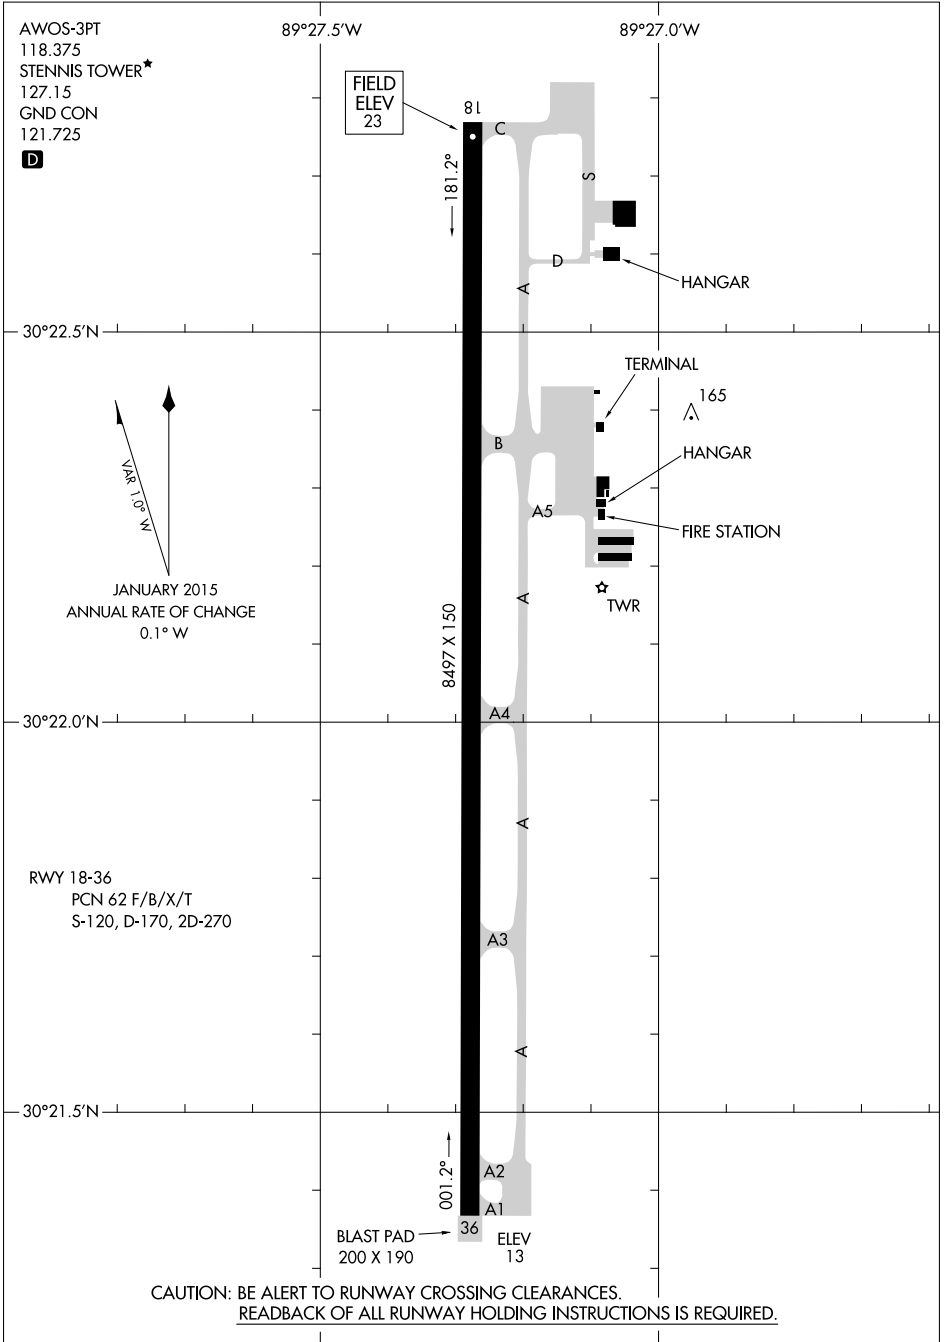 AWOS-3PT
118.375
STENNIS TOWER★
127.15
GND CON
121.725
D
89°27.5'W
89°27.0'W
FIELD
ELEV
23
18
C
181.2°
S
D
HANGAR
A
30°22.5'N
TERMINAL
165
B
HANGAR
A5
FIRE STATION
VAR 1.0° W
JANUARY 2015
ANNUAL RATE OF CHANGE
0.1° W
A
TWR
8497 X 150
A4
30°22.0'N
A
RWY 18-36
PCN 62 F/B/X/T
S-120, D-170, 2D-270
A3
A
30°21.5'N
001.2°
A2
A1
36
BLAST PAD
200 X 190
ELEV
13
CAUTION: BE ALERT TO RUNWAY CROSSING CLEARANCES.
READBACK OF ALL RUNWAY HOLDING INSTRUCTIONS IS REQUIRED.